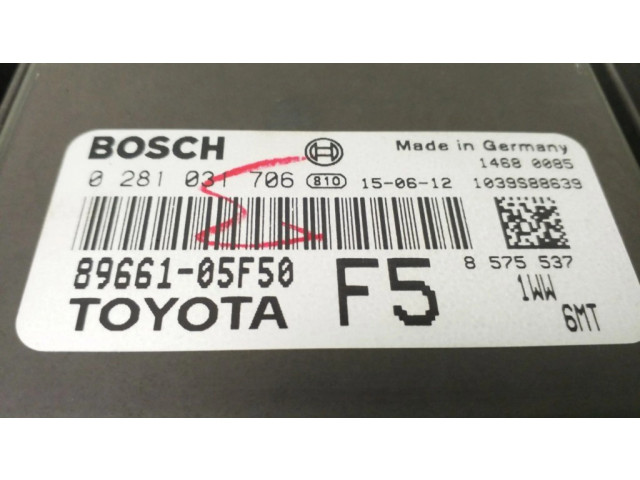 BOSCH Made in Germany
1468 0085
0 281 031 706 810 15-06-12 1039S88639
8 575 537
89661-05F50 F5 1WW
TOYOTA 6MT